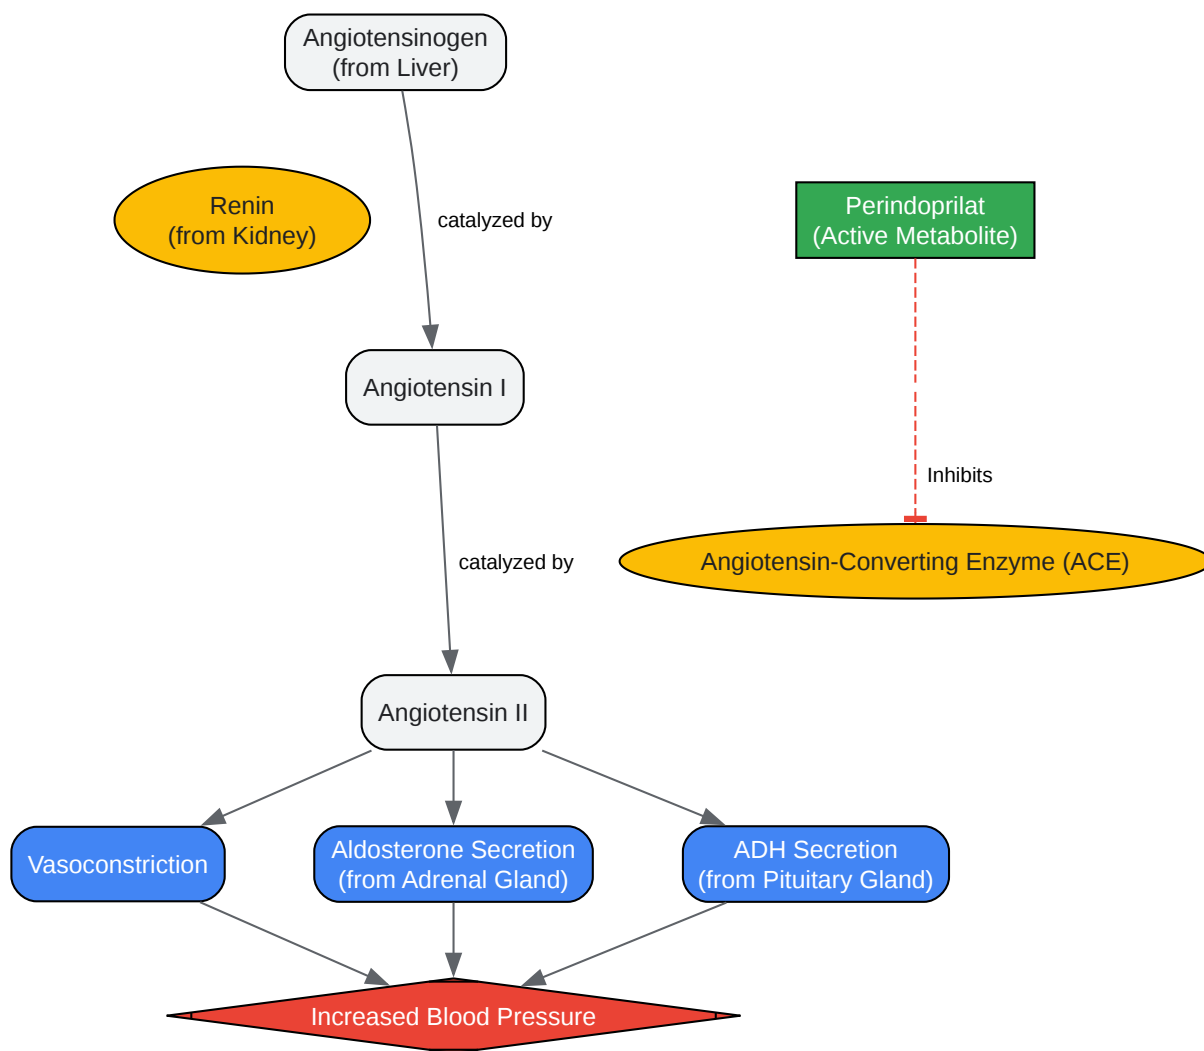 Angiotensinogen
(from Liver)
Renin
(from Kidney)
catalyzed by
Perindoprilat
(Active Metabolite)
Angiotensin I
Inhibits
catalyzed by
Angiotensin-Converting Enzyme (ACE)
Angiotensin II
Vasoconstriction
Aldosterone Secretion
(from Adrenal Gland)
ADH Secretion
(from Pituitary Gland)
Increased Blood Pressure